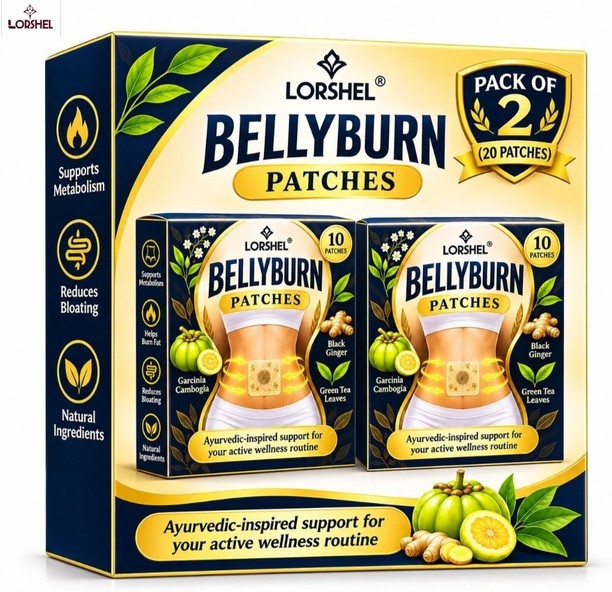 LORSHEL
LORSHEL®
BELLYBURN
PATCHES
PACK OF
2
(20 PATCHES)
Supports
Metabolism
Reduces
Bloating
Natural
Ingredients
LORSHEL®
BELLYBURN
PATCHES
10
PATCHES
Supports
Metabolism
Helps
Burn Fat
Reduces
Bloating
Natural
Ingredients
Garcinia
Cambogia
Black
Ginger
Green Tea
Leaves
Ayurvedic-inspired support for
your active wellness routine
LORSHEL®
BELLYBURN
PATCHES
10
PATCHES
Garcinia
Cambogia
Black
Ginger
Green Tea
Leaves
Ayurvedic-inspired support for
your active wellness routine
Ayurvedic-inspired support for
your active wellness routine